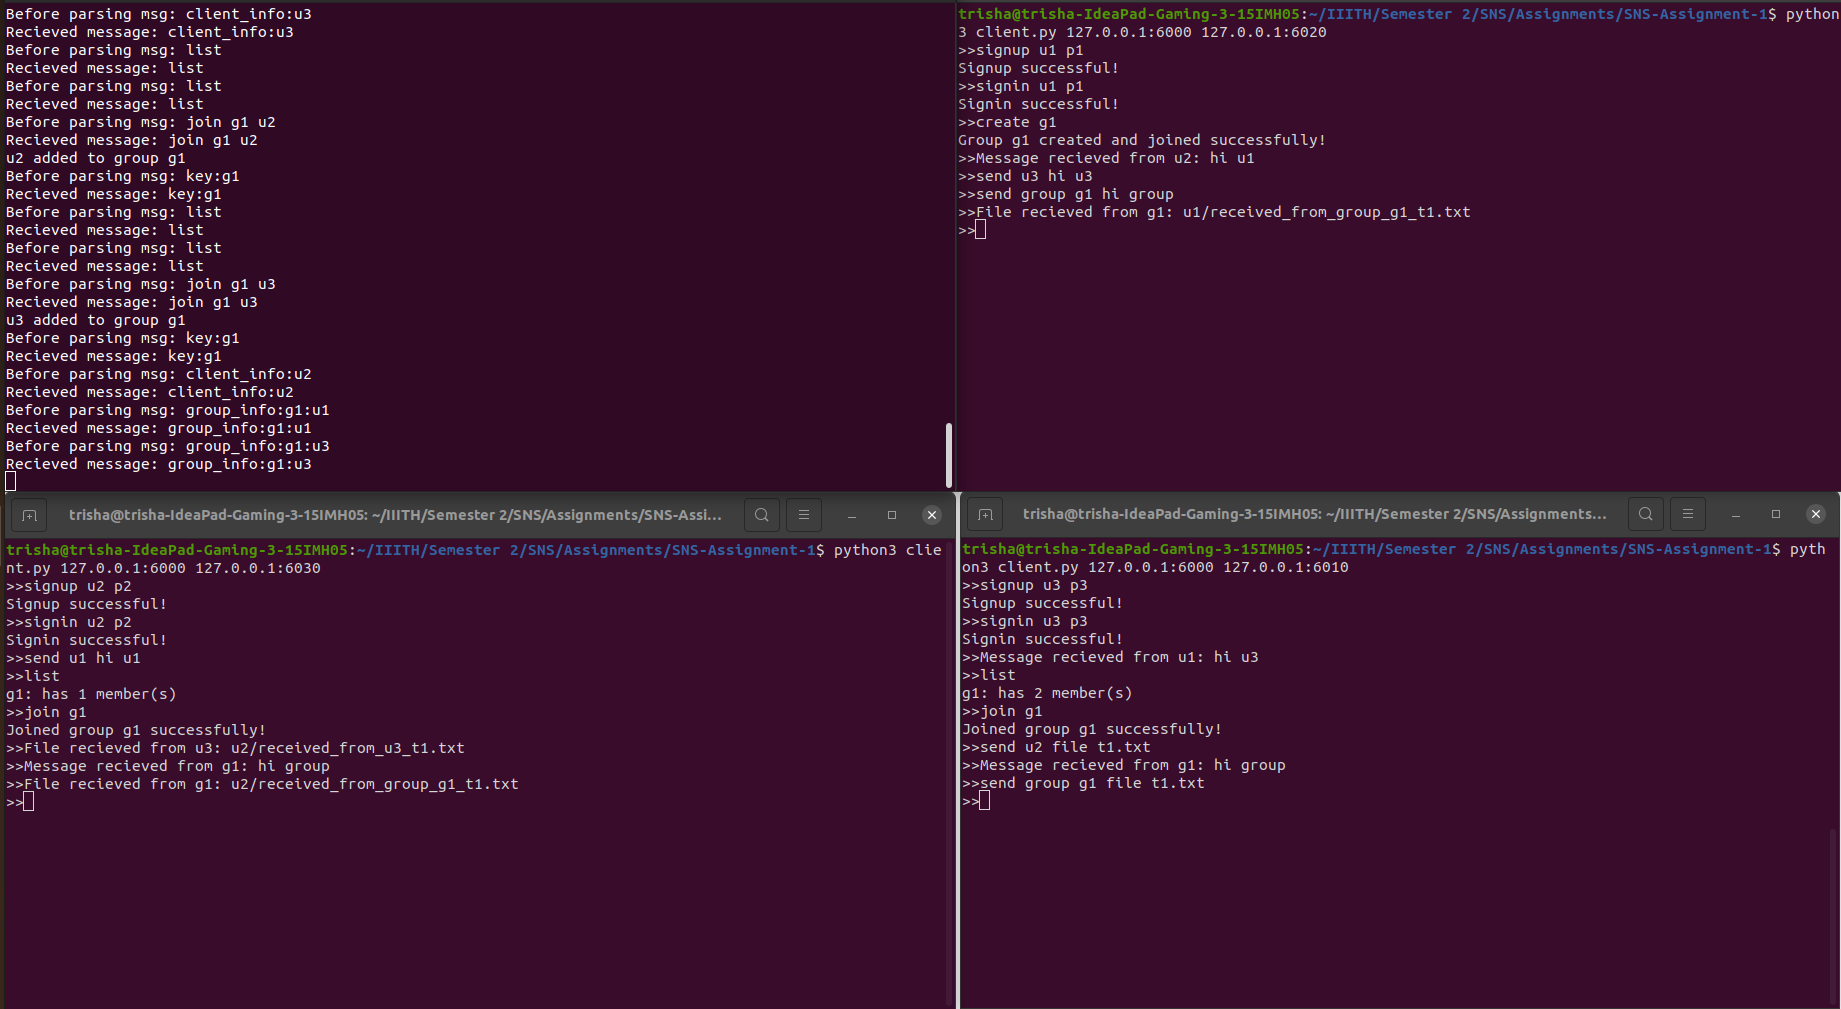 Before parsing msg: client_info:u3
Recieved message: client_info:u3
Before parsing msg: list
Recieved message: list
Before parsing msg: list
Recieved message: list
Before parsing msg: join g1 u2
Recieved message: join g1 u2
u2 added to group g1
Before parsing msg: key:g1
Recieved message: key:g1
Before parsing msg: list
Recieved message: list
Before parsing msg: list
Recieved message: list
Before parsing msg: join g1 u3
Recieved message: join g1 u3
u3 added to group g1
Before parsing msg: key:g1
Recieved message: key:g1
Before parsing msg: client_info:u2
Recieved message: client_info:u2
Before parsing msg: group_info:g1:u1
Recieved message: group_info:g1:u1
Before parsing msg: group_info:g1:u3
Recieved message: group_info:g1:u3
trisha@trisha-IdeaPad-Gaming-3-15IMH05:~/IIITH/Semester 2/SNS/Assignments/SNS-Assignment-1$ python
3 client.py 127.0.0.1:6000 127.0.0.1:6020
>>signup u1 p1
Signup successful!
>>signin u1 p1
Signin successful!
>>create g1
Group g1 created and joined successfully!
>>Message recieved from u2: hi u1
>>send u3 hi u3
>>send group g1 hi group
>>File recieved from g1: u1/received_from_group_g1_t1.txt
>>
trisha@trisha-IdeaPad-Gaming-3-15IMH05: ~/IIITH/Semester 2/SNS/Assignments/SNS-Assi...
trisha@trisha-IdeaPad-Gaming-3-15IMH05:~/IIITH/Semester 2/SNS/Assignments/SNS-Assignment-1$ python3 clie
nt.py 127.0.0.1:6000 127.0.0.1:6030
>>signup u2 p2
Signup successful!
>>signin u2 p2
Signin successful!
>>send u1 hi u1
>>list
g1: has 1 member(s)
>>join g1
Joined group g1 successfully!
>>File recieved from u3: u2/received_from_u3_t1.txt
>>Message recieved from g1: hi group
>>File recieved from g1: u2/received_from_group_g1_t1.txt
>>
trisha@trisha-IdeaPad-Gaming-3-15IMH05: ~/IIITH/Semester 2/SNS/Assignments...
trisha@trisha-IdeaPad-Gaming-3-15IMH05:~/IIITH/Semester 2/SNS/Assignments/SNS-Assignment-1$ pyth
on3 client.py 127.0.0.1:6000 127.0.0.1:6010
>>signup u3 p3
Signup successful!
>>signin u3 p3
Signin successful!
>>Message recieved from u1: hi u3
>>list
g1: has 2 member(s)
>>join g1
Joined group g1 successfully!
>>send u2 file t1.txt
>>Message recieved from g1: hi group
>>send group g1 file t1.txt
>>